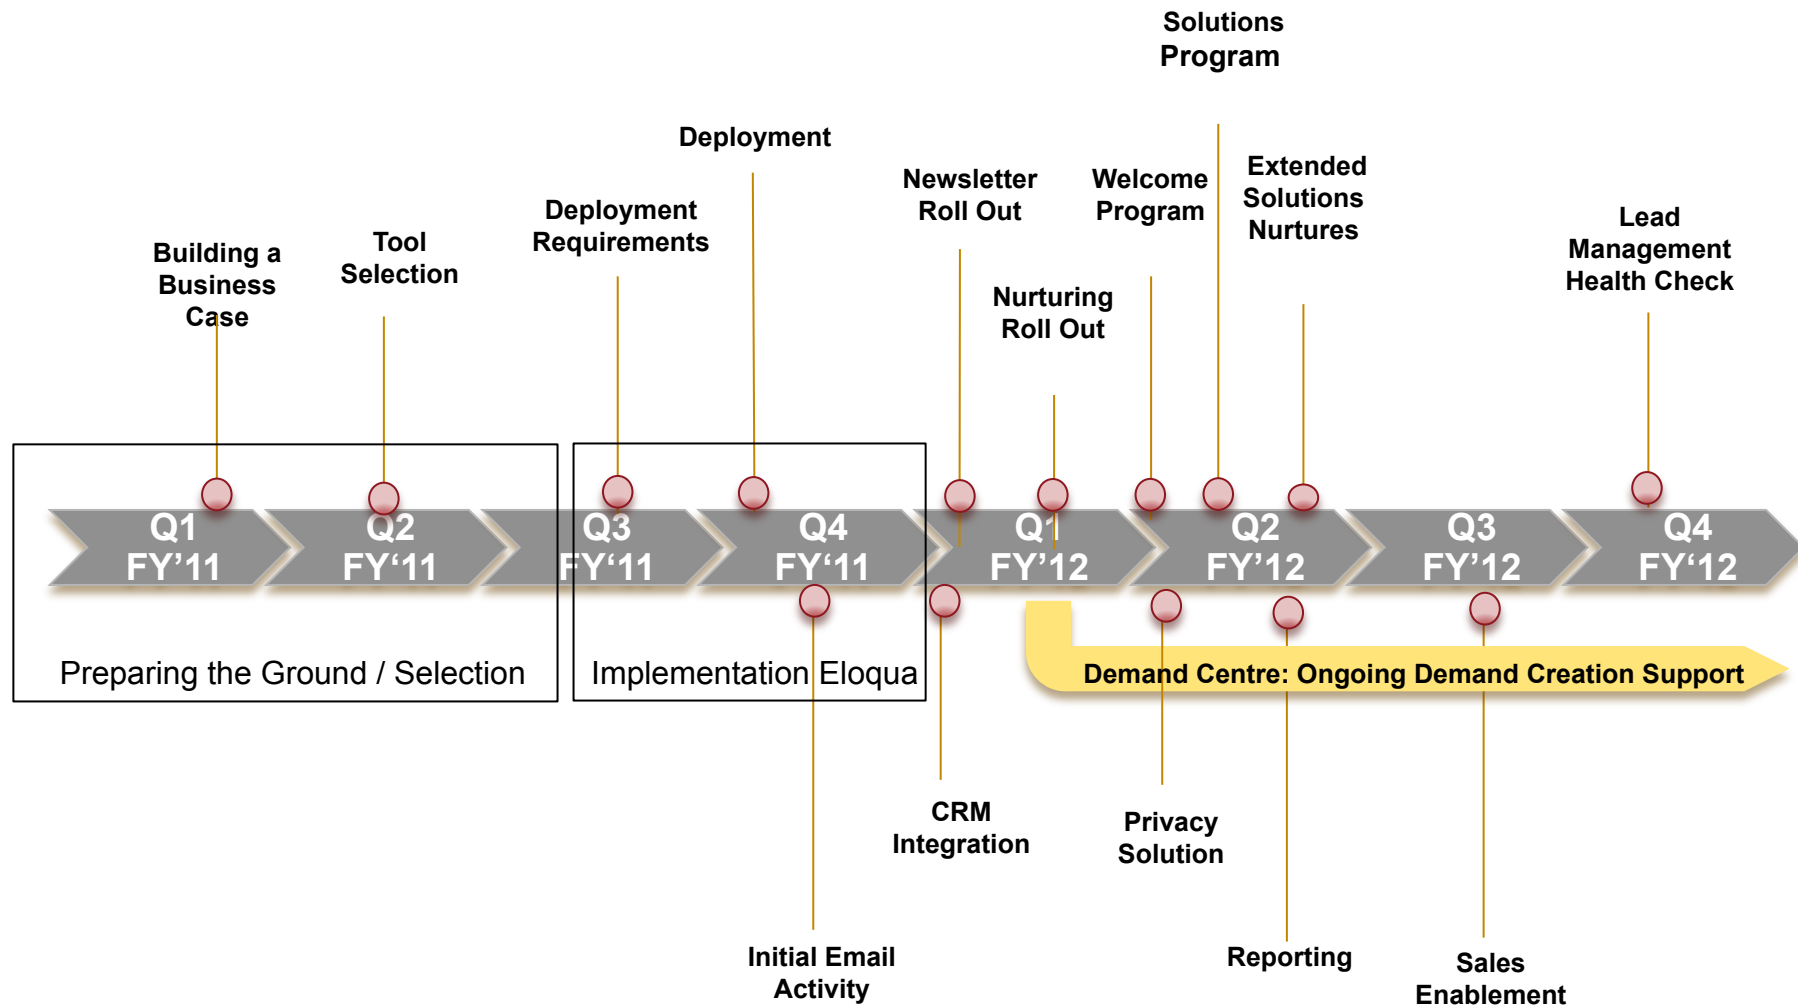 Solutions
Program
Deployment
Newsletter
Roll Out
Welcome
Program
Extended
Solutions
Nurtures
Deployment
Requirements
Building a
Business
Case
Tool
Selection
Nurturing
Roll Out
Lead
Management
Health Check
Q1
FY’11
Q2
FY‘11
Q3
FY‘11
Q4
FY‘11
Q1
FY’12
Q2
FY’12
Q3
FY’12
Q4
FY‘12
Preparing the Ground / Selection
Implementation Eloqua
Demand Centre: Ongoing Demand Creation Support
CRM
Integration
Privacy
Solution
Initial Email
Activity
Reporting
Sales
Enablement